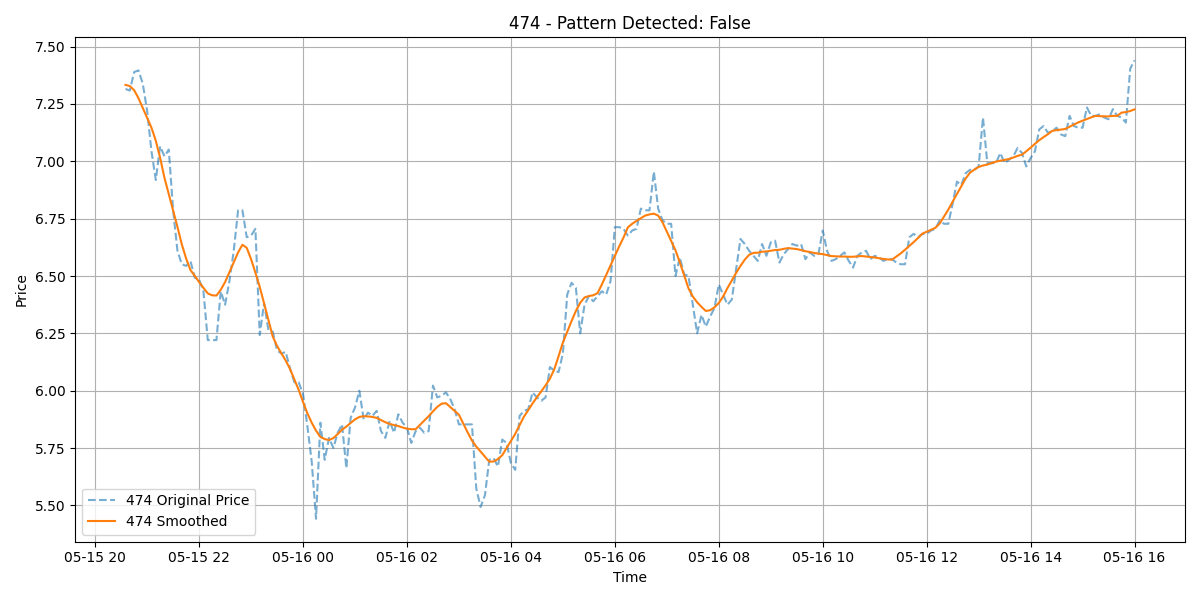 474 - Pattern Detected: False
7.50
7.25
7.00
6.75
6.50
6.25
6.00
5.75
5.50
Price
474 Original Price
474 Smoothed
05-15 20 05-15 22 05-16 00 05-16 02 05-16 04 05-16 06 05-16 08 05-16 10 05-16 12 05-16 14 05-16 16
Time